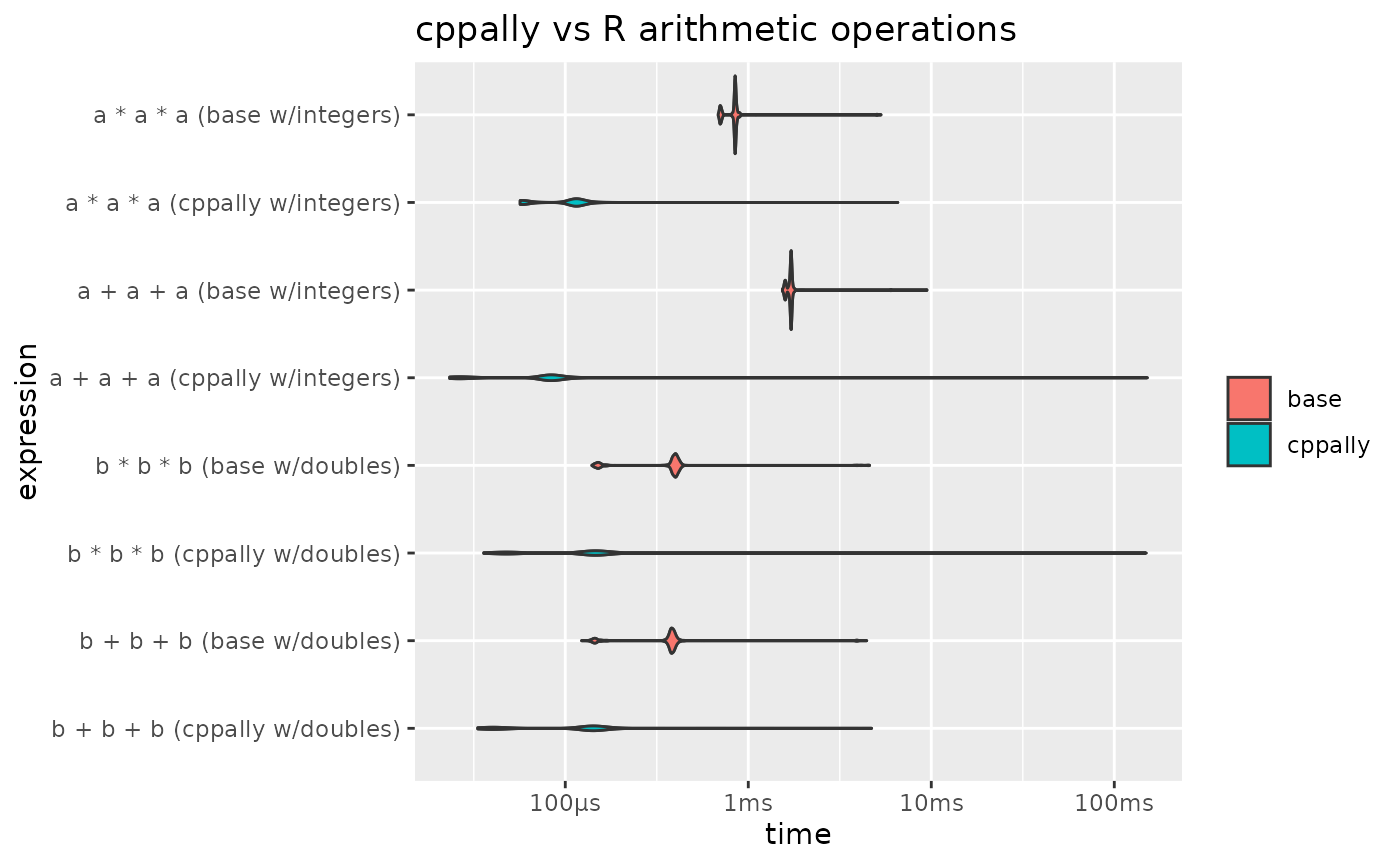 cppally vs R arithmetic operations
expression
a * a * a (base w/integers)
a * a * a (cppally w/integers)
a + a + a (base w/integers)
a + a + a (cppally w/integers)
b * b * b (base w/doubles)
b * b * b (cppally w/doubles)
b + b + b (base w/doubles)
b + b + b (cppally w/doubles)
100µs
1ms
10ms
100ms
time
base
cppally